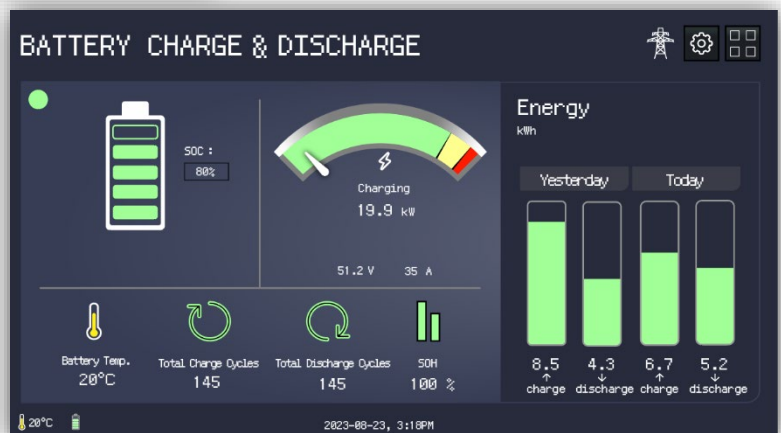 BATTERY CHARGE & DISCHARGE
SOC :
80%
Charging
19.9 kW
51.2 V 35 A
Battery Temp.
20°C
Total Charge Cycles
145
Total Discharge Cycles
145
SOH
100 %
Energy
kWh
Yesterday Today
8.5 4.3 6.7 5.2
charge discharge charge discharge
20°C
2023-08-23, 3:18PM